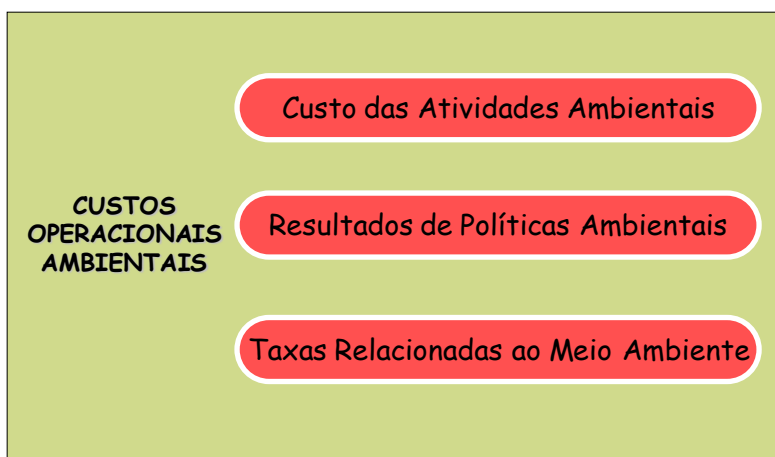 Custo das Atividades Ambientais
CUSTOS
OPERACIONAIS
AMBIENTAIS
Resultados de Políticas Ambientais
Taxas Relacionadas ao Meio Ambiente